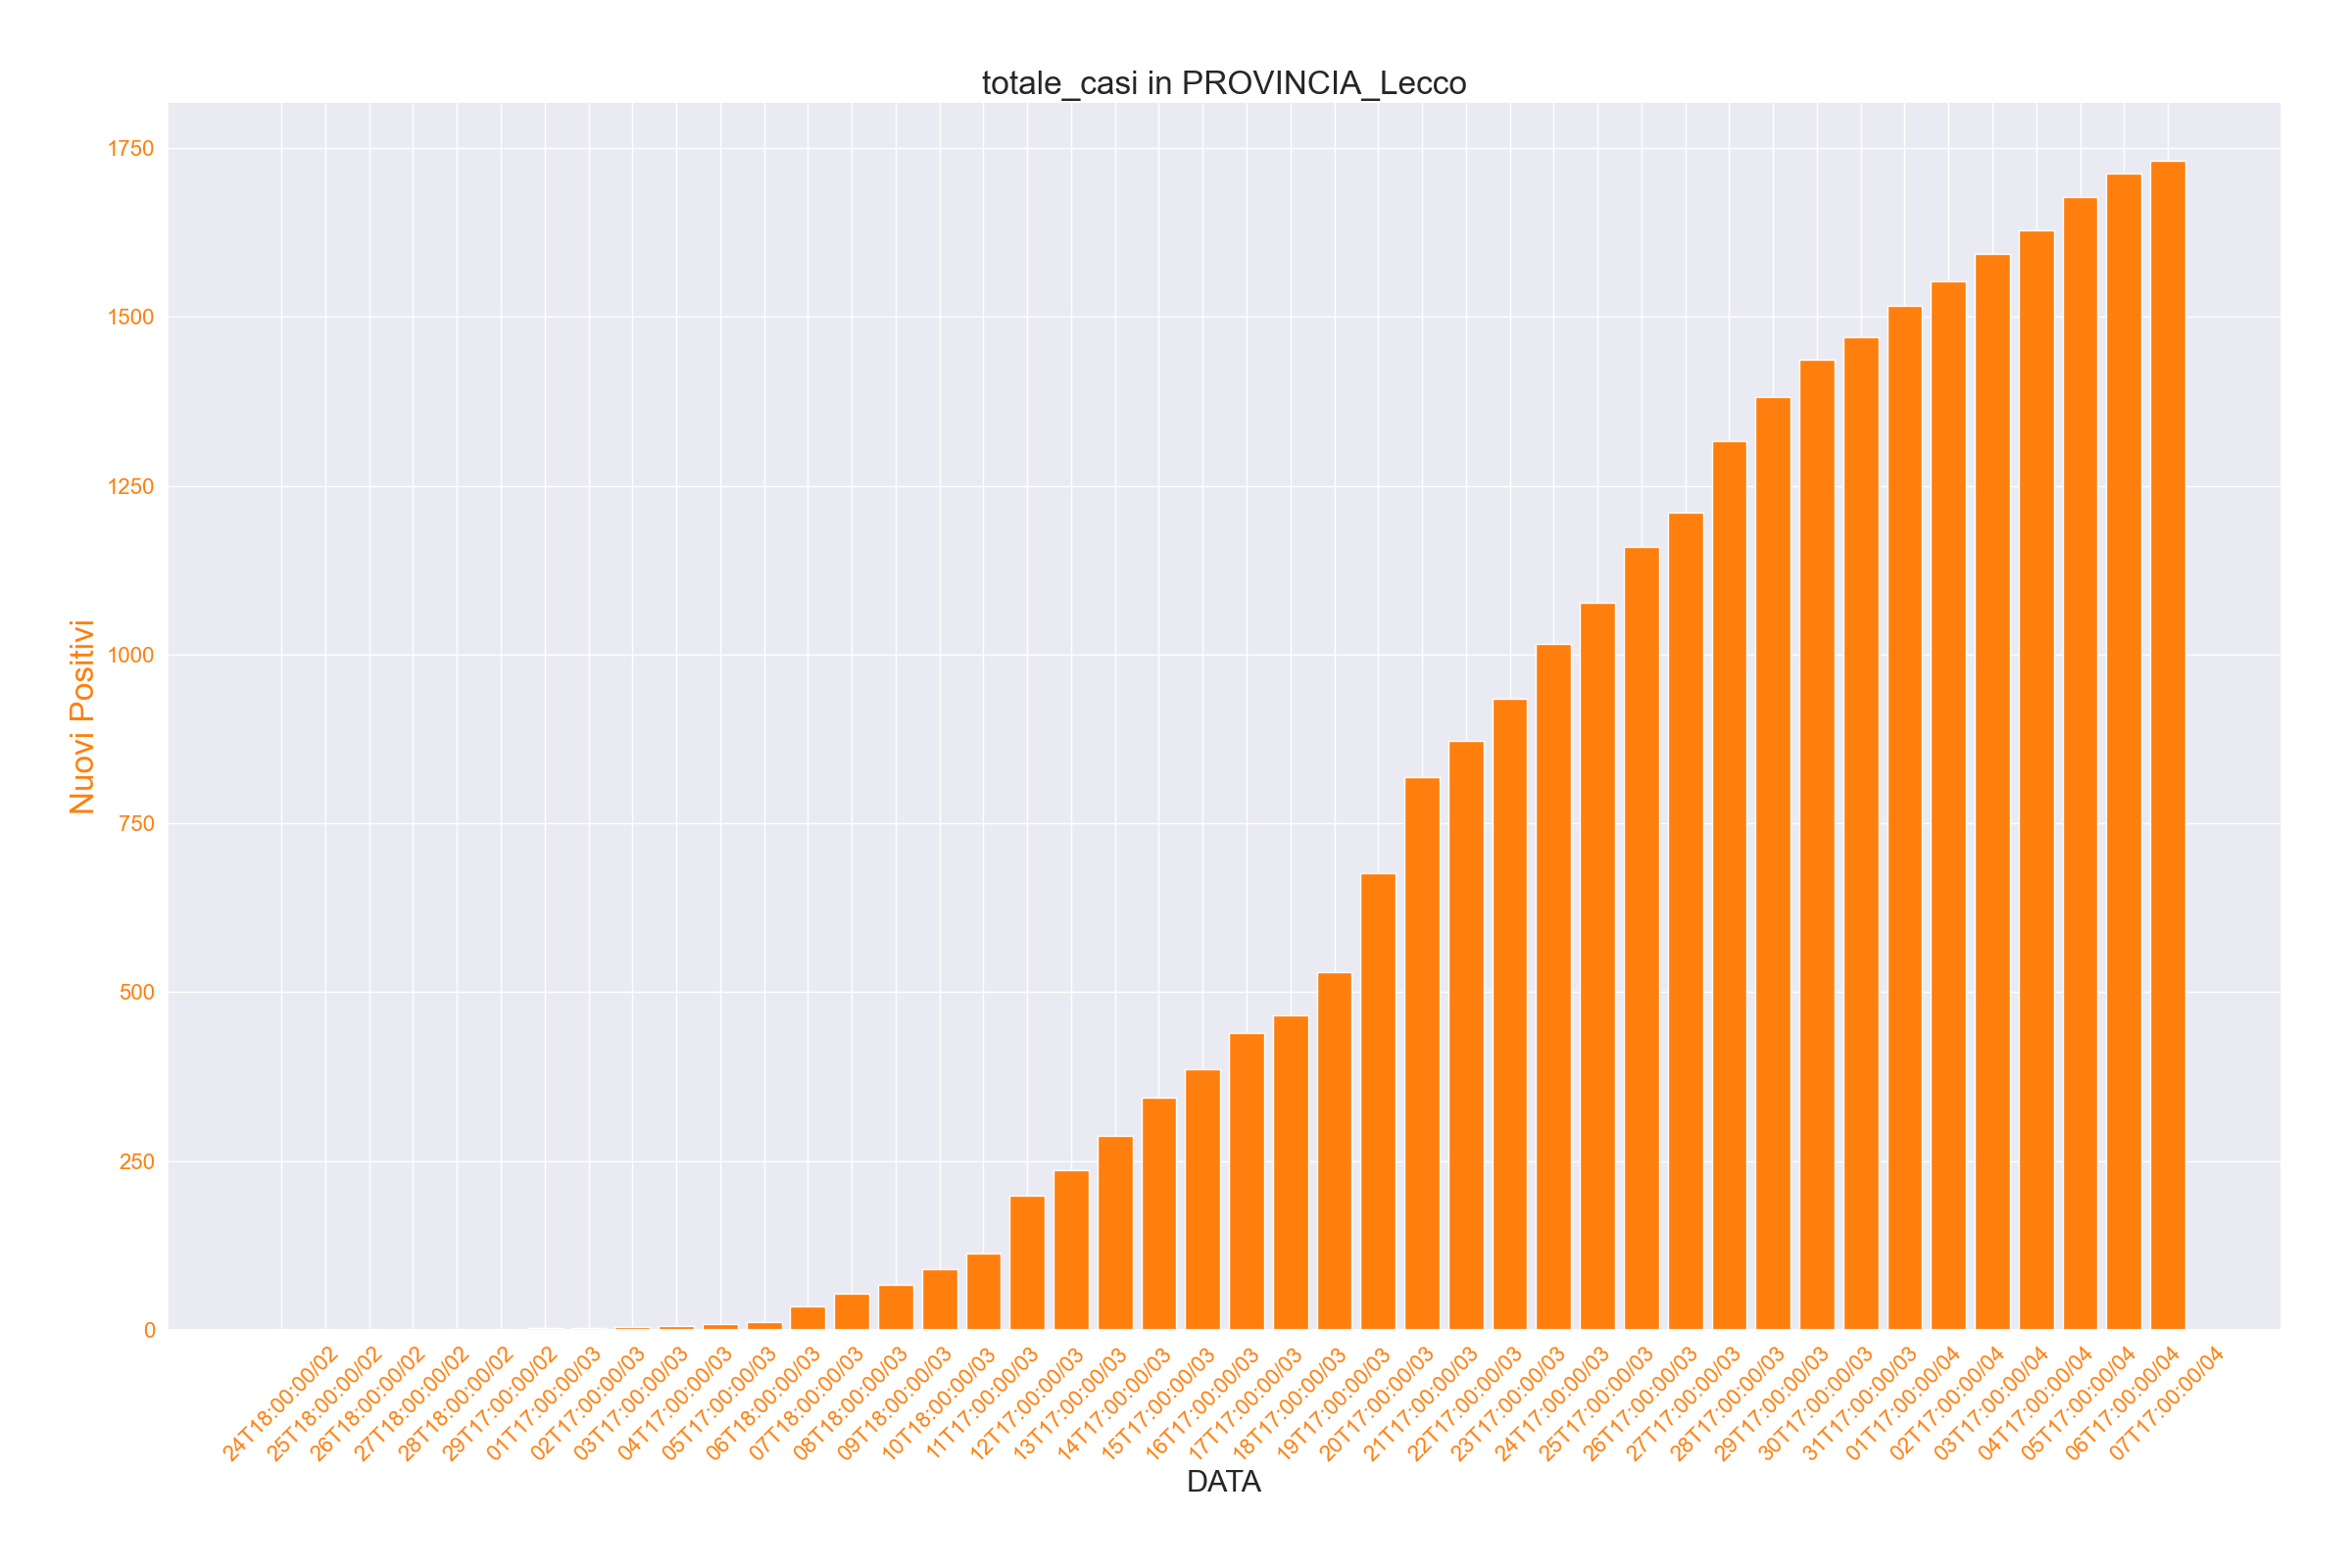 totale_casi in PROVINCIA_Lecco
1750
1500
1250
1000
750
500
250
0
Nuovi Positivi
24T18:00:00/02
25T18:00:00/02
26T18:00:00/02
27T18:00:00/02
28T18:00:00/02
29T17:00:00/02
01T17:00:00/03
02T17:00:00/03
03T17:00:00/03
04T17:00:00/03
05T17:00:00/03
06T18:00:00/03
07T18:00:00/03
08T18:00:00/03
09T18:00:00/03
10T18:00:00/03
11T17:00:00/03
12T17:00:00/03
13T17:00:00/03
14T17:00:00/03
15T17:00:00/03
16T17:00:00/03
17T17:00:00/03
18T17:00:00/03
19T17:00:00/03
20T17:00:00/03
21T17:00:00/03
22T17:00:00/03
23T17:00:00/03
24T17:00:00/03
25T17:00:00/03
26T17:00:00/03
27T17:00:00/03
28T17:00:00/03
29T17:00:00/03
30T17:00:00/03
31T17:00:00/03
01T17:00:00/04
02T17:00:00/04
03T17:00:00/04
04T17:00:00/04
05T17:00:00/04
06T17:00:00/04
07T17:00:00/04
DATA